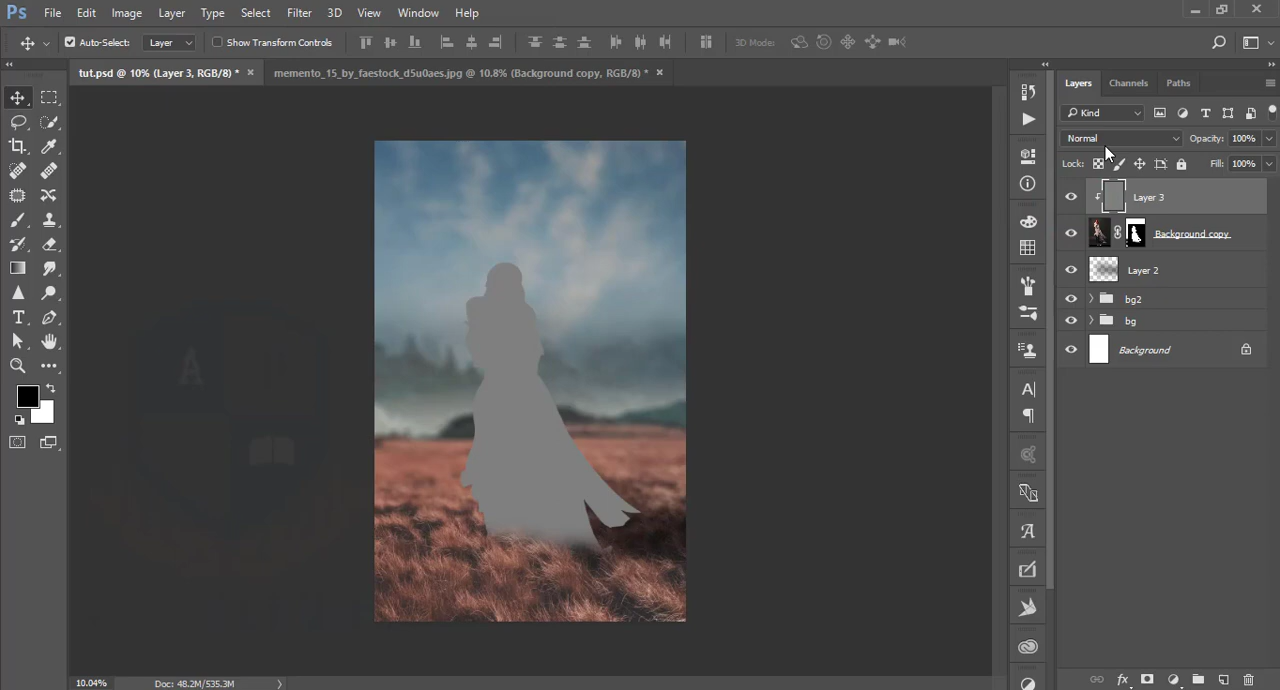 Ps File Edit Image Layer Type Select Filter 3D View Window Help
Auto-Select: Layer Show Transform Controls 3D Mode:
tut.psd @ 10% (Layer 3, RGB/8) * × memento_15_by_faestock_d5u0aes.jpg @ 10.8% (Background copy, RGB/8) * ×
Layers Channels Paths
Kind
Normal Opacity: 100%
Lock: Fill: 100%
Layer 3
Background copy
Layer 2
bg2
bg
Background
10.04% Doc: 48.2M/535.3M